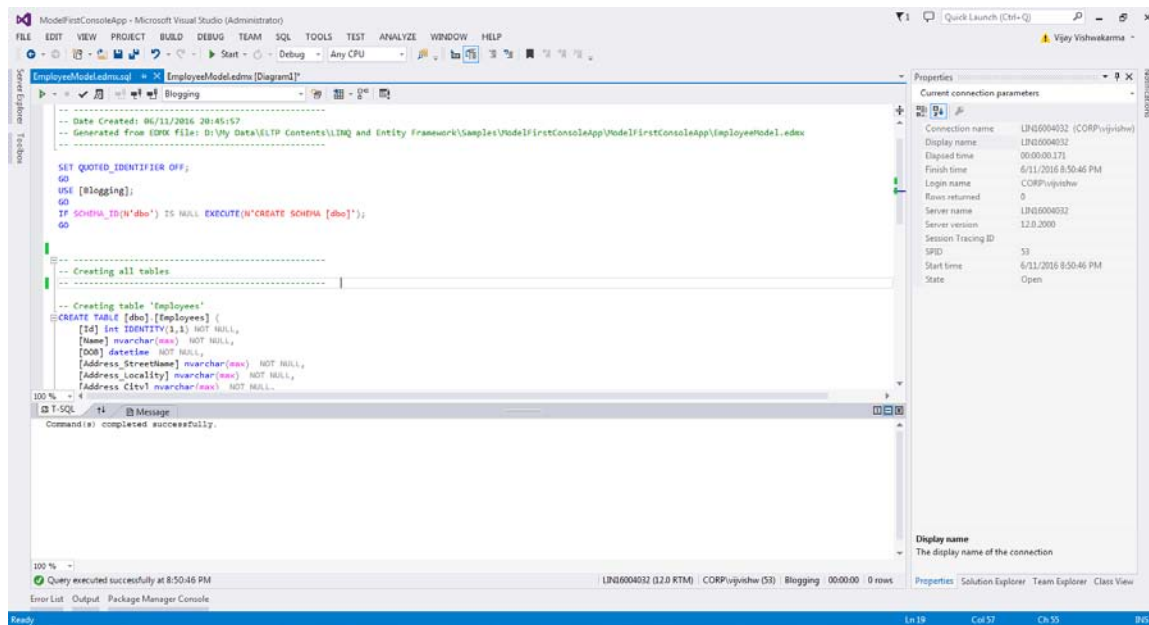 ModelFirstConsoleApp - Microsoft Visual Studio (Administrator)
1
Quick Launch (Ctrl+Q)
FILE EDIT VIEW PROJECT BUILD DEBUG TEAM SQL TOOLS TEST ANALYZE WINDOW HELP
Vijay Vishwakarma
Start
Debug
Any CPU
Server Explorer
Toolbox
Notifications
EmployeeModel.edmx.sql
EmployeeModel.edmx [Diagram1]*
Blogging
-- --------------------------------------------------
-- Date Created: 06/11/2016 20:45:57
-- Generated from EDMX file: D:\My Data\ELTP Contents\LINQ and Entity Framework\Samples\ModelFirstConsoleApp\ModelFirstConsoleApp\EmployeeModel.edmx
-- --------------------------------------------------
SET QUOTED_IDENTIFIER OFF;
GO
USE [Blogging];
GO
IF SCHEMA_ID(N'dbo') IS NULL EXECUTE(N'CREATE SCHEMA [dbo]');
GO
-- --------------------------------------------------
-- Creating all tables
-- --------------------------------------------------
-- Creating table 'Employees'
CREATE TABLE [dbo].[Employees] (
[Id] int IDENTITY(1,1) NOT NULL,
[Name] nvarchar(max) NOT NULL,
[DOB] datetime NOT NULL,
[Address_StreetName] nvarchar(max) NOT NULL,
[Address_Locality] nvarchar(max) NOT NULL,
[Address_City] nvarchar(max) NOT NULL,
100 %
T-SQL
Message
Command(s) completed successfully.
100 %
Query executed successfully at 8:50:46 PM
LIN16004032 (12.0 RTM)
CORP\vijvishw (53)
Blogging
00:00:00
0 rows
Error List Output Package Manager Console
Properties
Current connection parameters
Connection name LIN16004032 (CORP\vijvishw)
Display name LIN16004032
Elapsed time 00:00:00.171
Finish time 6/11/2016 8:50:46 PM
Login name CORP\vijvishw
Rows returned 0
Server name LIN16004032
Server version 12.0.2000
Session Tracing ID
SPID 53
Start time 6/11/2016 8:50:46 PM
State Open
Display name
The display name of the connection
Properties Solution Explorer Team Explorer Class View
Ready
Ln 19
Col 57
Ch 55
INS